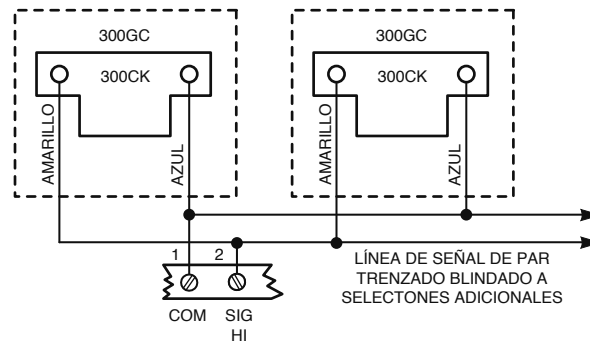 300GC
300CK
AMARILLO
AZUL
300GC
300CK
AMARILLO
AZUL
1 2
COM SIG
HI
LÍNEA DE SEÑAL DE PAR
TRENZADO BLINDADO A
SELECTONES ADICIONALES